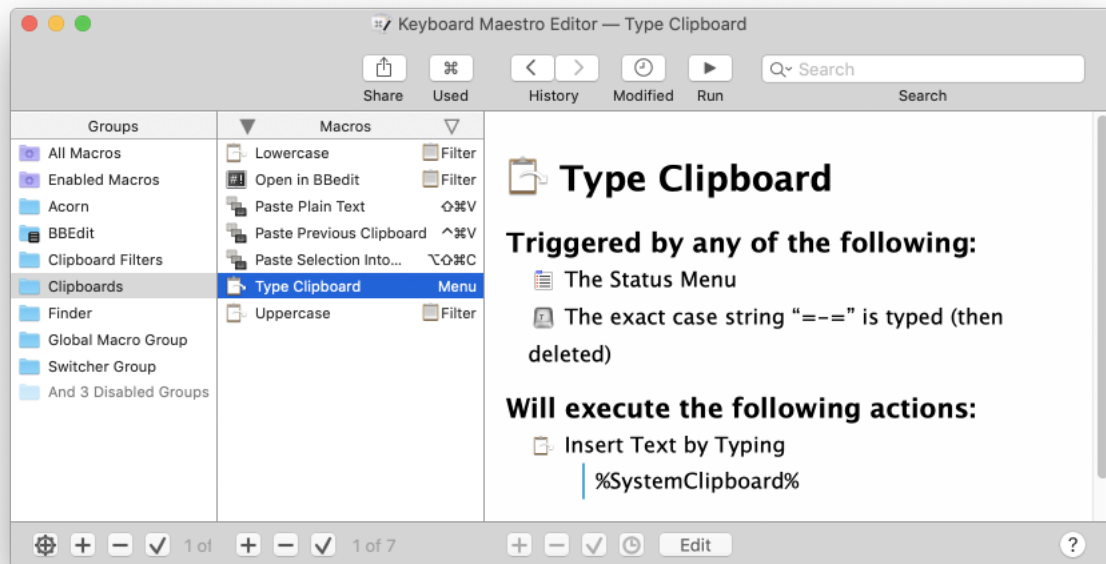 Keyboard Maestro Editor — Type Clipboard
Search
Share
Used
History
Modified
Run
Search
Groups
All Macros
Enabled Macros
Acorn
BBEdit
Clipboard Filters
Clipboards
Finder
Global Macro Group
Switcher Group
And 3 Disabled Groups
Macros
Lowercase Filter
Open in BBedit Filter
Paste Plain Text ⇧⌘V
Paste Previous Clipboard ^⌘V
Paste Selection Into... ⌥⇧⌘C
Type Clipboard Menu
Uppercase Filter
Type Clipboard
Triggered by any of the following:
The Status Menu
The exact case string “=–=” is typed (then
deleted)
Will execute the following actions:
Insert Text by Typing
%SystemClipboard%
1 of
1 of 7
Edit
?